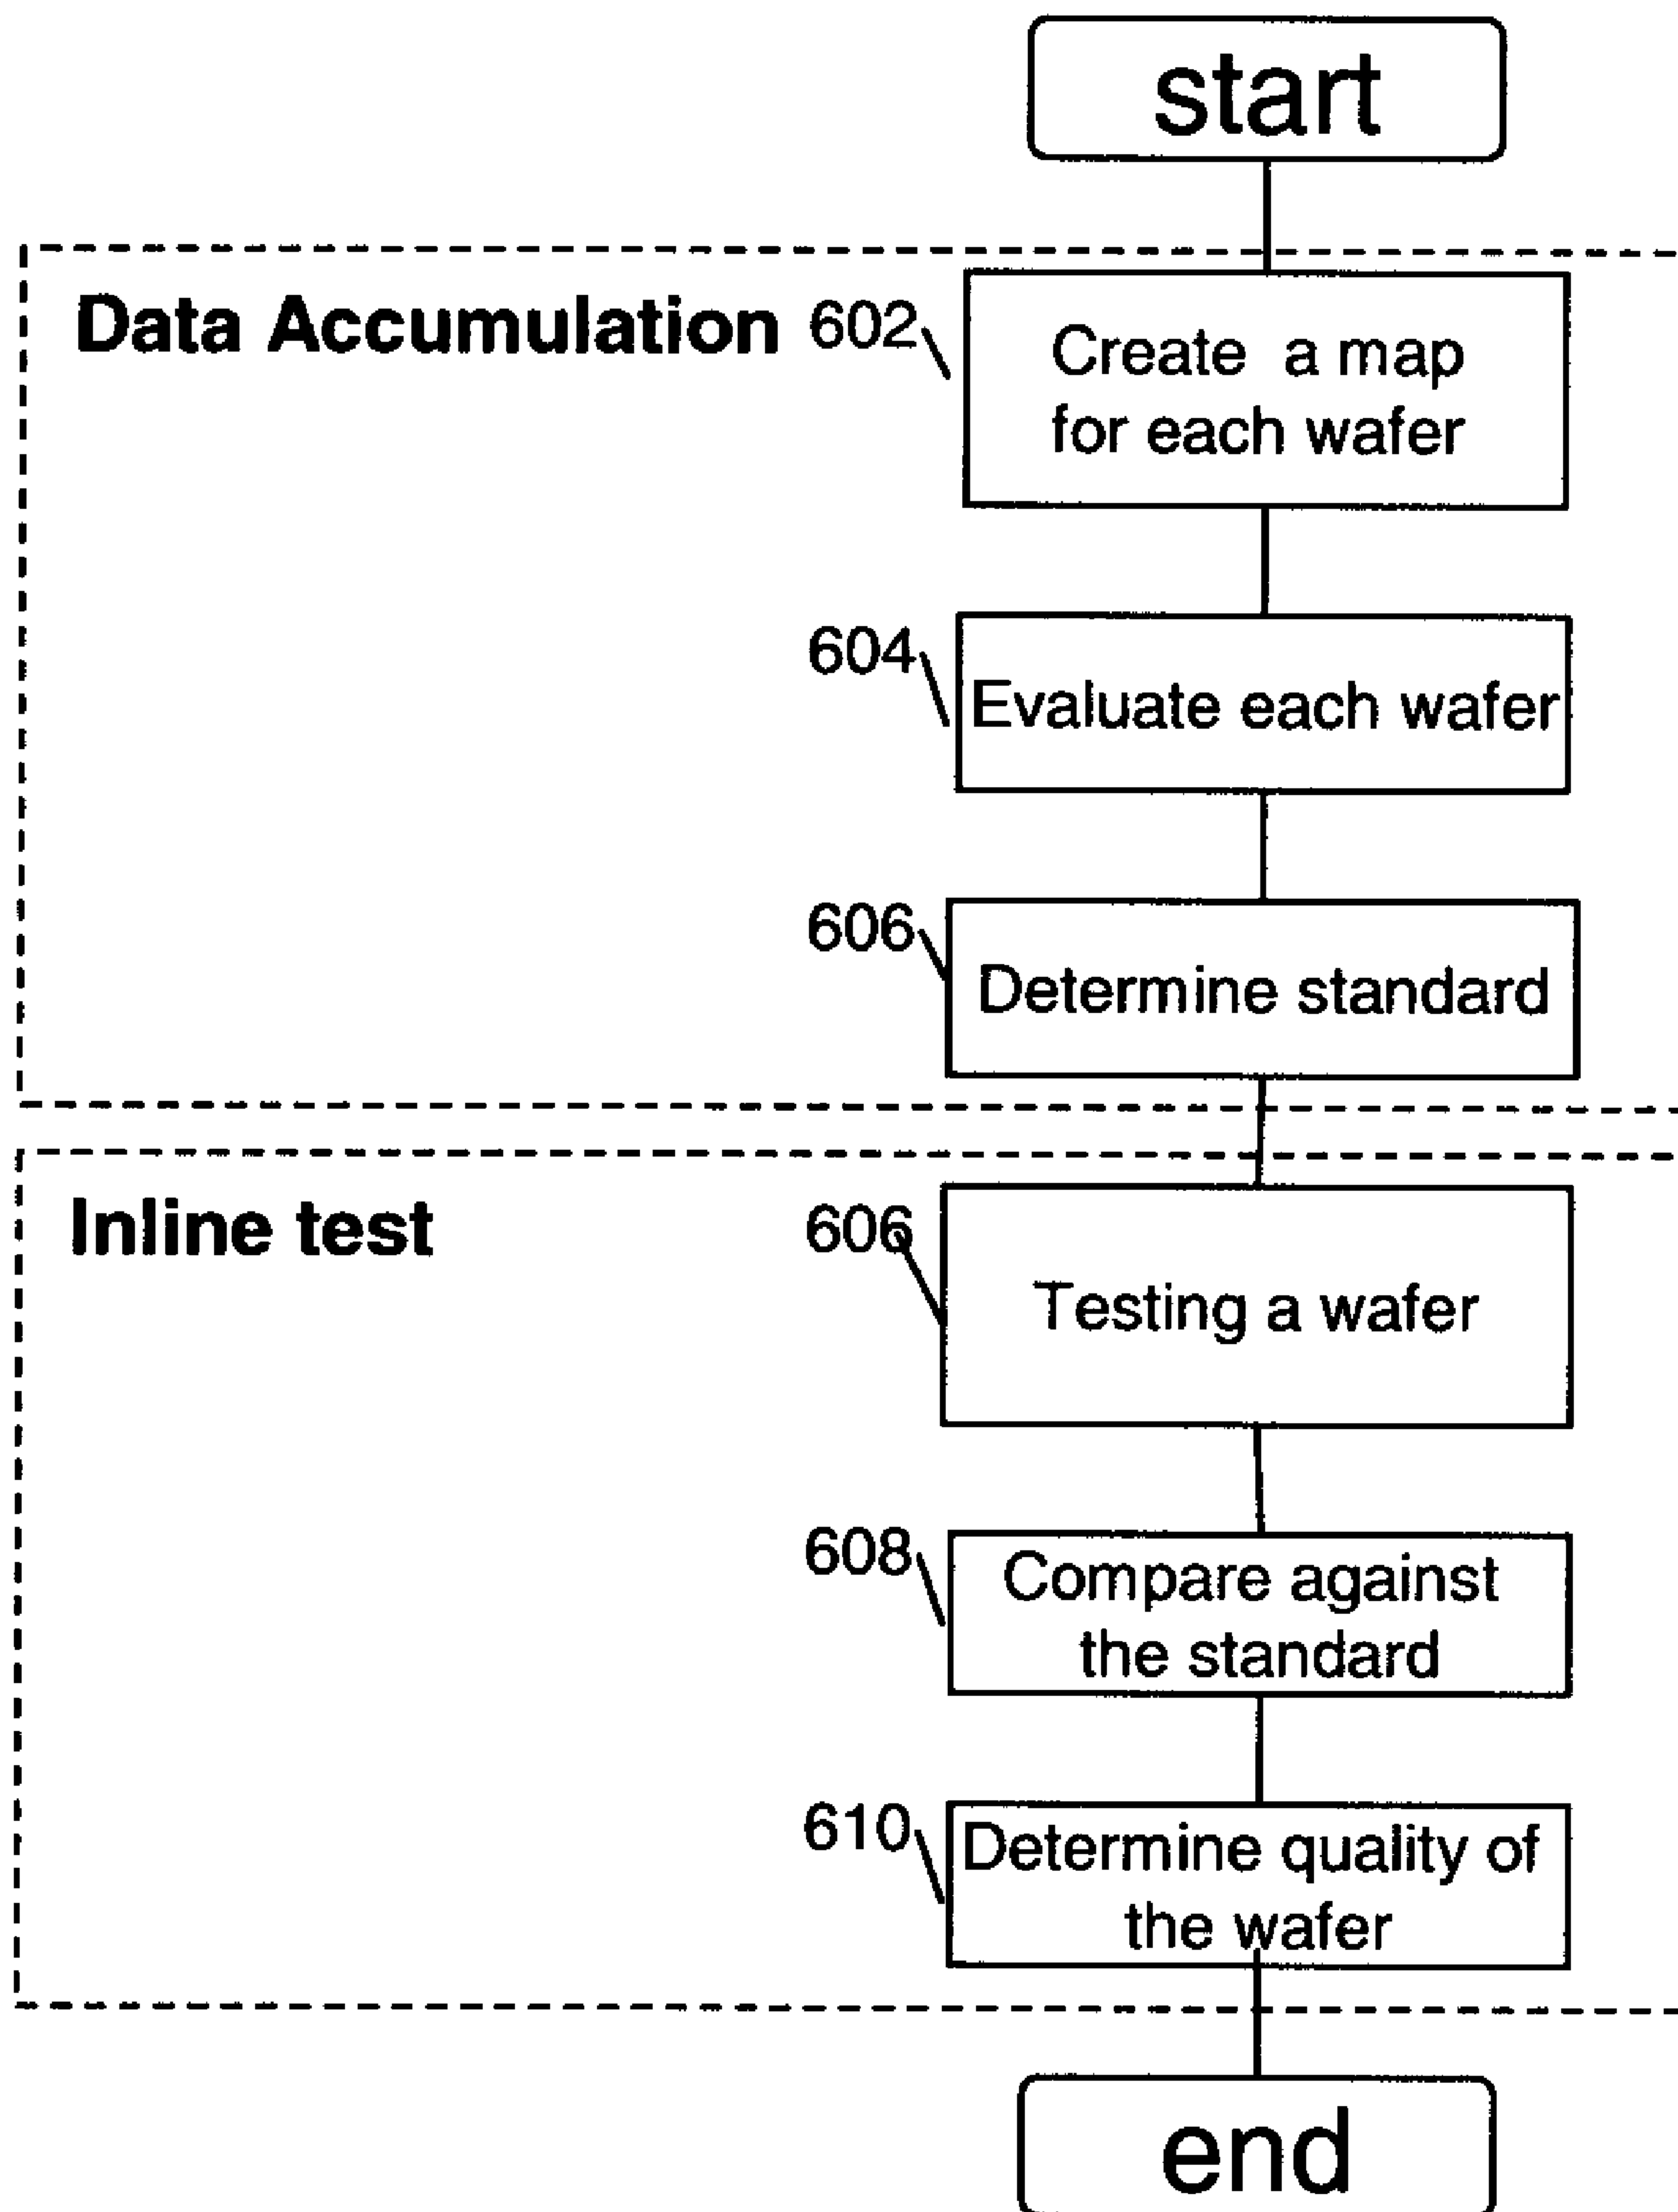 start
Data Accumulation
602
Create a map
for each wafer
604
Evaluate each wafer
606
Determine standard
Inline test
606
Testing a wafer
608
Compare against
the standard
610
Determine quality of
the wafer
end